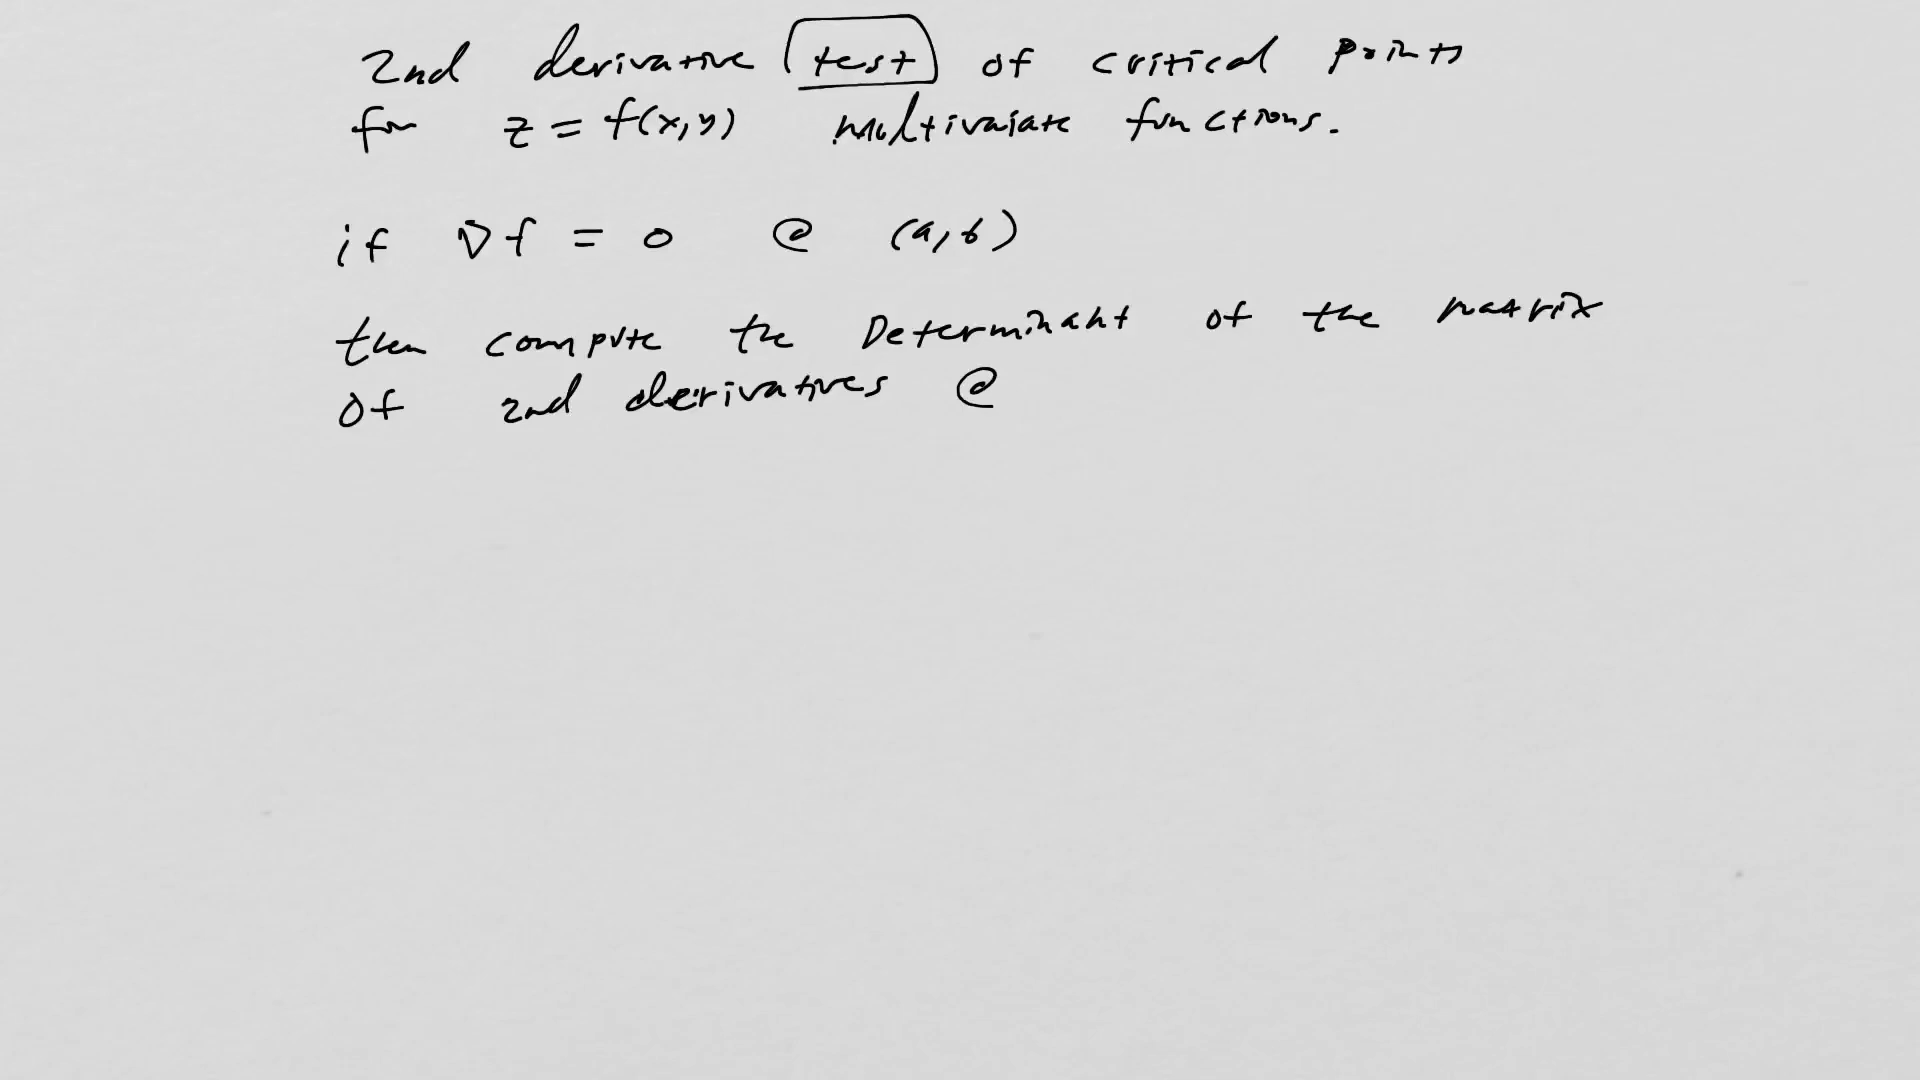 2nd derivative test of critical points
for z = f(x,y) multivaiate functions.
if ∇f = 0 @ (a,b)
then compute the Determinant of the matrix
of 2nd derivatives @